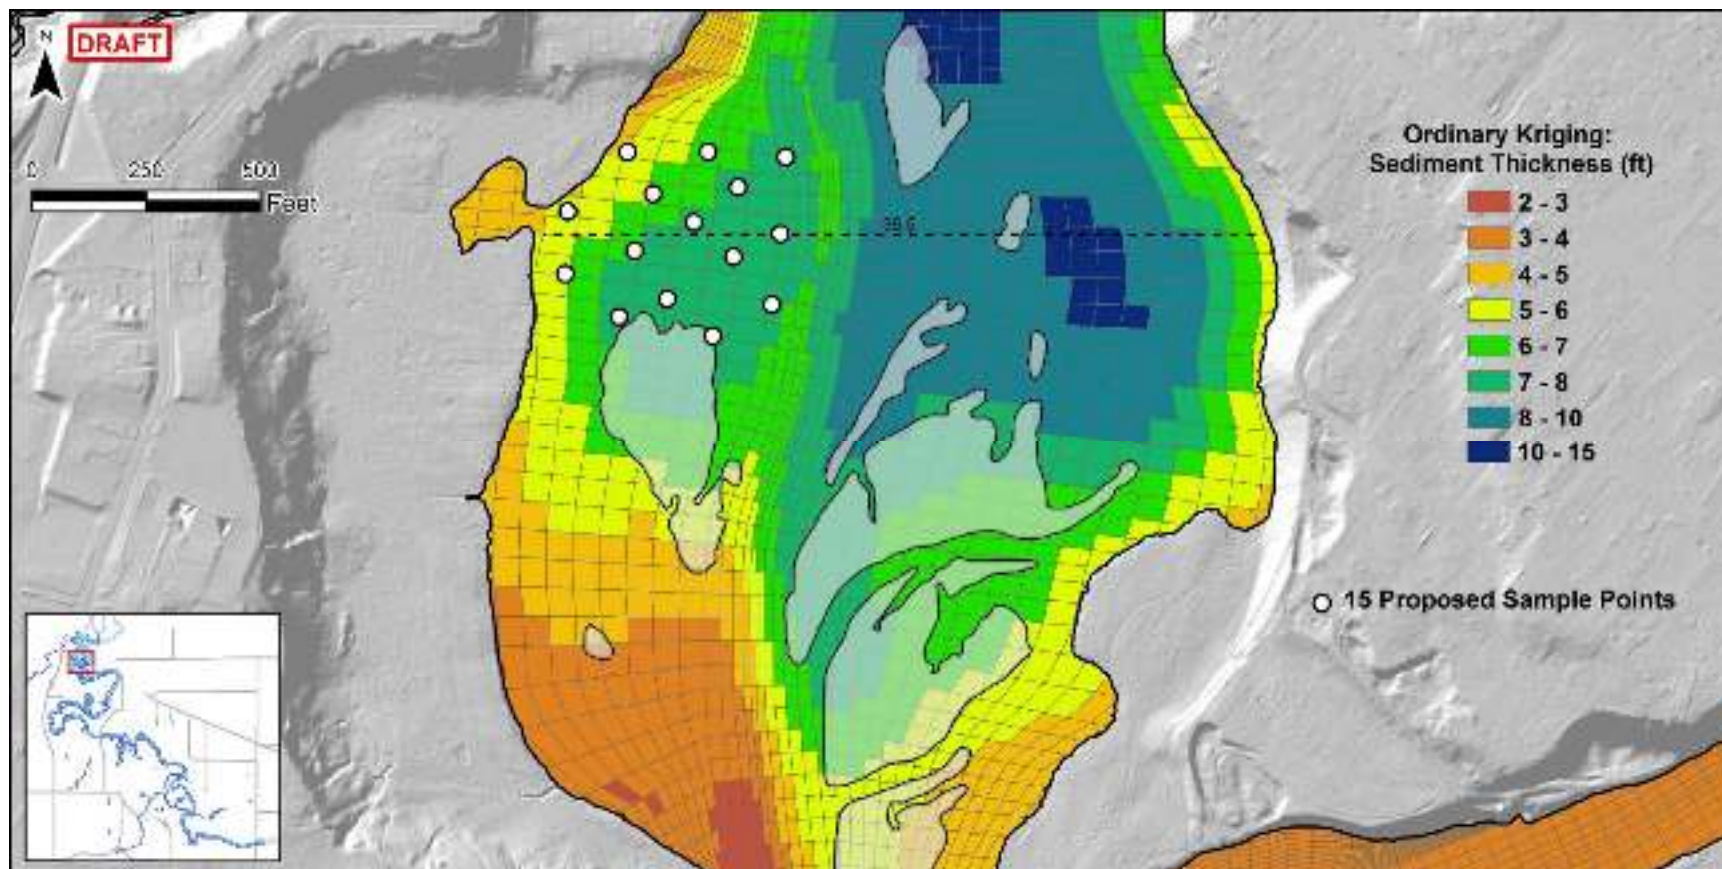 N
DRAFT
0 250 500
Feet
Ordinary Kriging:
Sediment Thickness (ft)
2 - 3
3 - 4
4 - 5
5 - 6
6 - 7
7 - 8
8 - 10
10 - 15
15 Proposed Sample Points